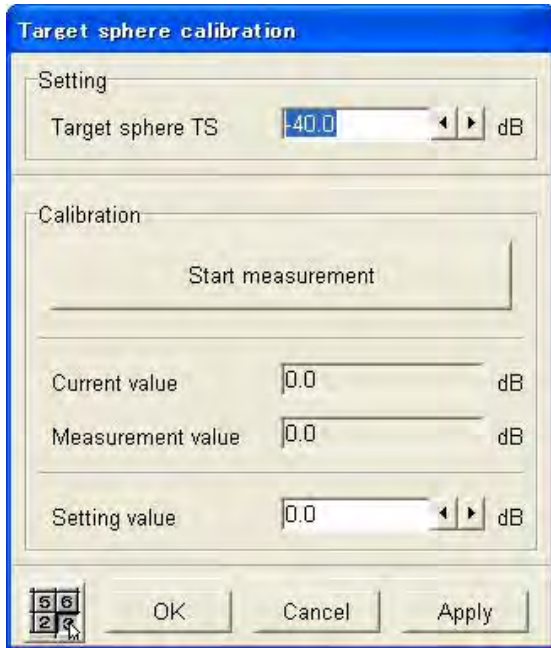 Target sphere calibration
Setting
Target sphere TS -40.0 dB
Calibration
Start measurement
Current value 0.0 dB
Measurement value 0.0 dB
Setting value 0.0 dB
5 6
2
OK Cancel Apply